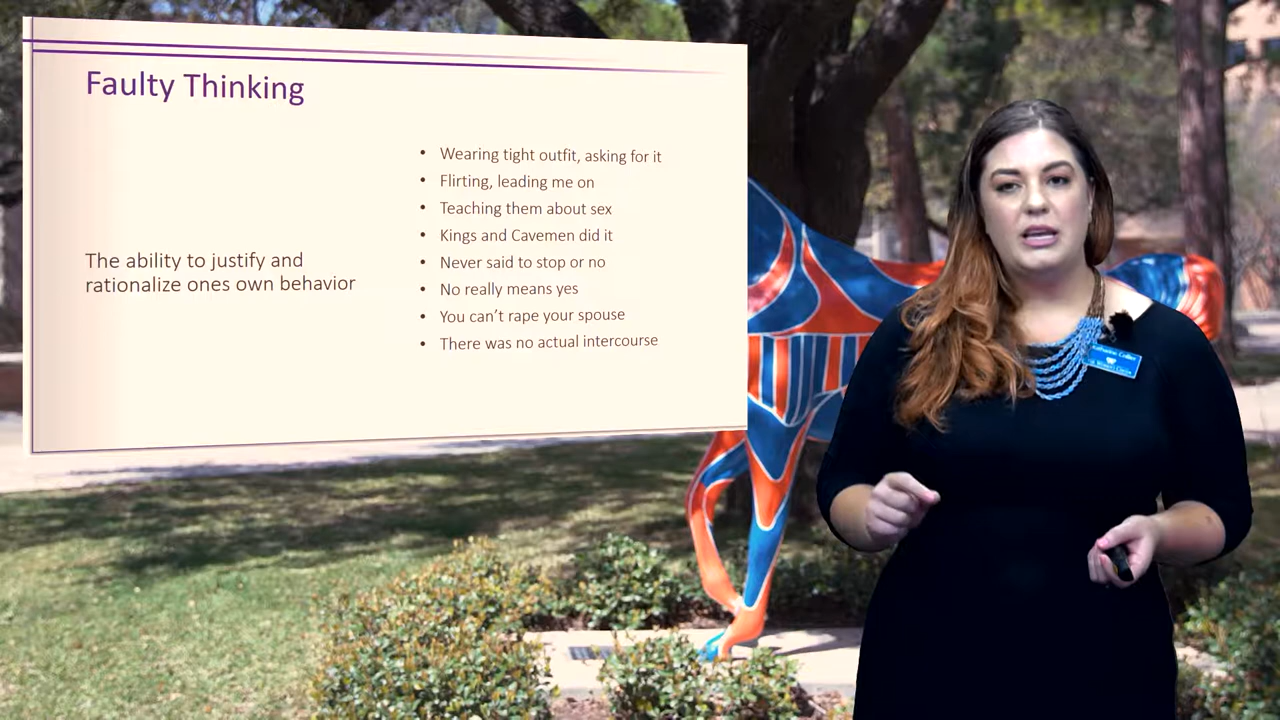 Faulty Thinking
The ability to justify and
rationalize ones own behavior
• Wearing tight outfit, asking for it
• Flirting, leading me on
• Teaching them about sex
• Kings and Cavemen did it
• Never said to stop or no
• No really means yes
• You can’t rape your spouse
• There was no actual intercourse
Katharine Collier